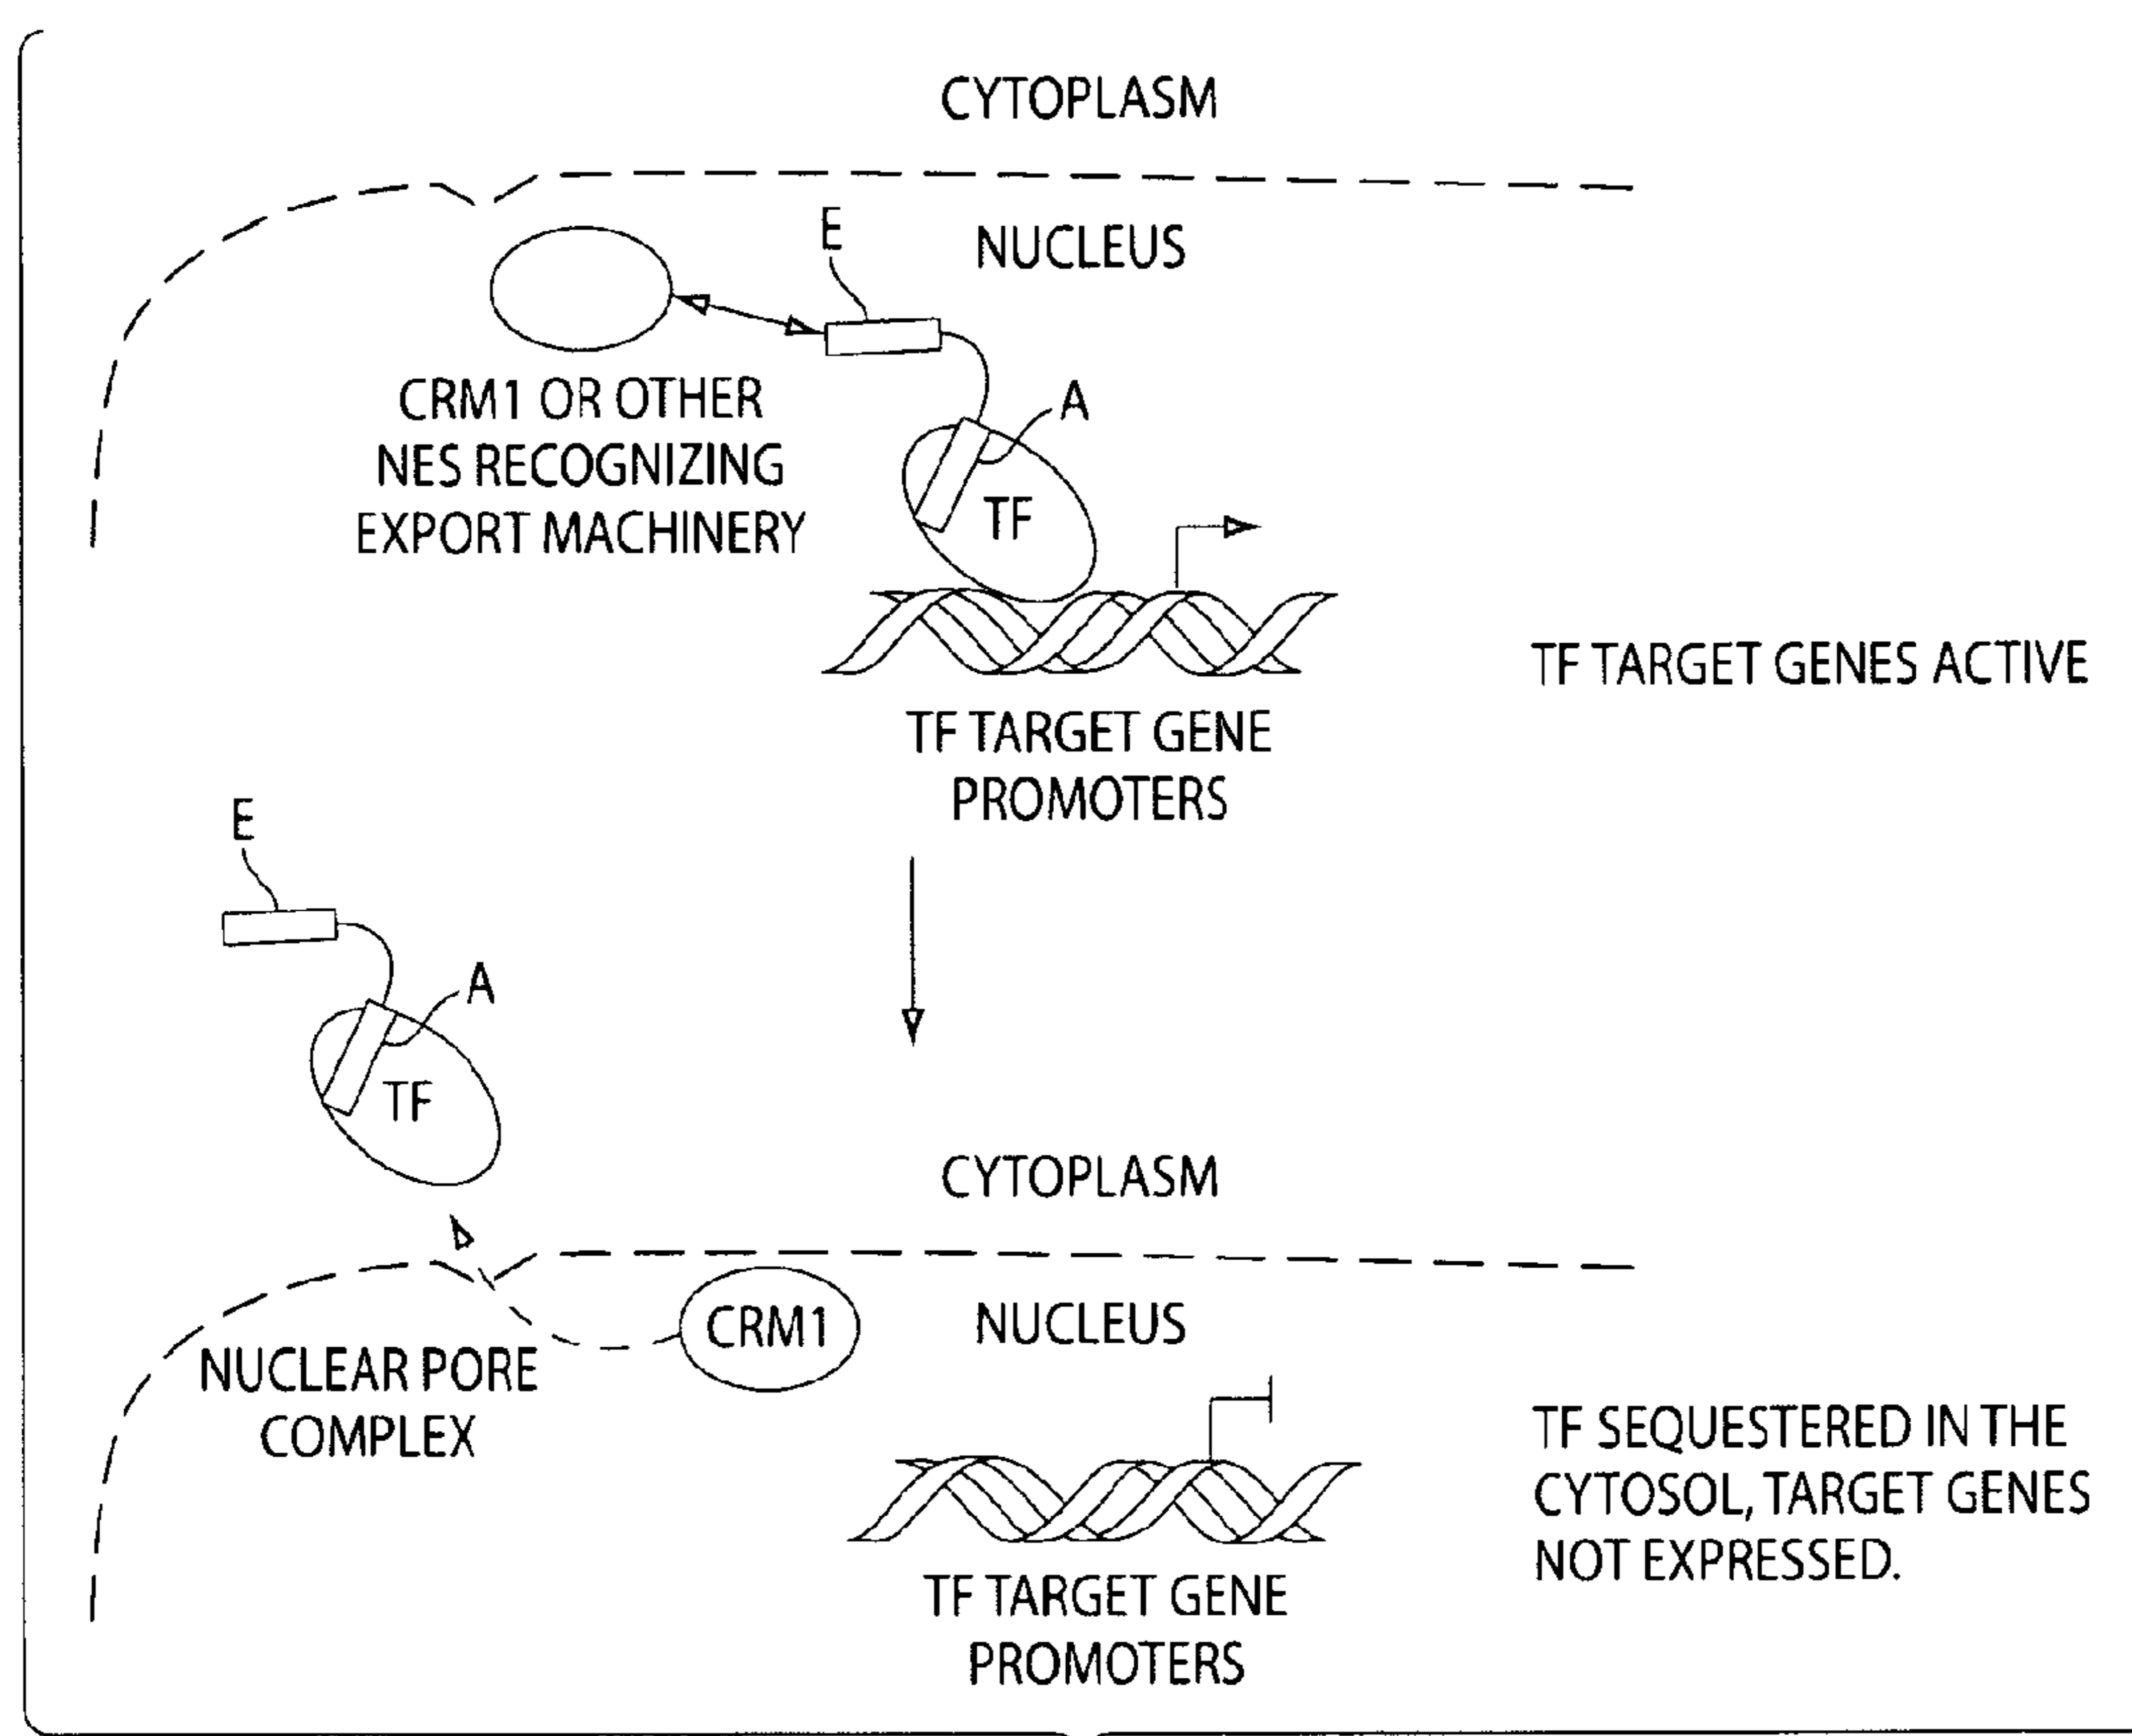 CYTOPLASM
E
NUCLEUS
CRM1 OR OTHER
NES RECOGNIZING
EXPORT MACHINERY
A
TF
TF TARGET GENES ACTIVE
TF TARGET GENE
PROMOTERS
E
A
TF
CYTOPLASM
NUCLEUS
CRM1
NUCLEAR PORE
COMPLEX
TF SEQUESTERED IN THE
CYTOSOL, TARGET GENES
NOT EXPRESSED.
TF TARGET GENE
PROMOTERS